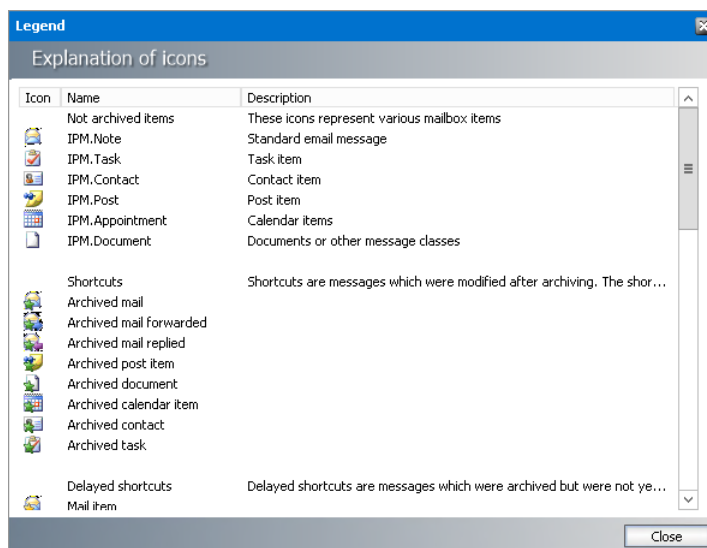 Legend
Explanation of icons
Icon Name Description
Not archived items These icons represent various mailbox items
IPM.Note Standard email message
IPM.Task Task item
IPM.Contact Contact item
IPM.Post Post item
IPM.Appointment Calendar items
IPM.Document Documents or other message classes
Shortcuts Shortcuts are messages which were modified after archiving. The shor...
Archived mail
Archived mail forwarded
Archived mail replied
Archived post item
Archived document
Archived calendar item
Archived contact
Archived task
Delayed shortcuts Delayed shortcuts are messages which were archived but were not ye...
Mail item
Close